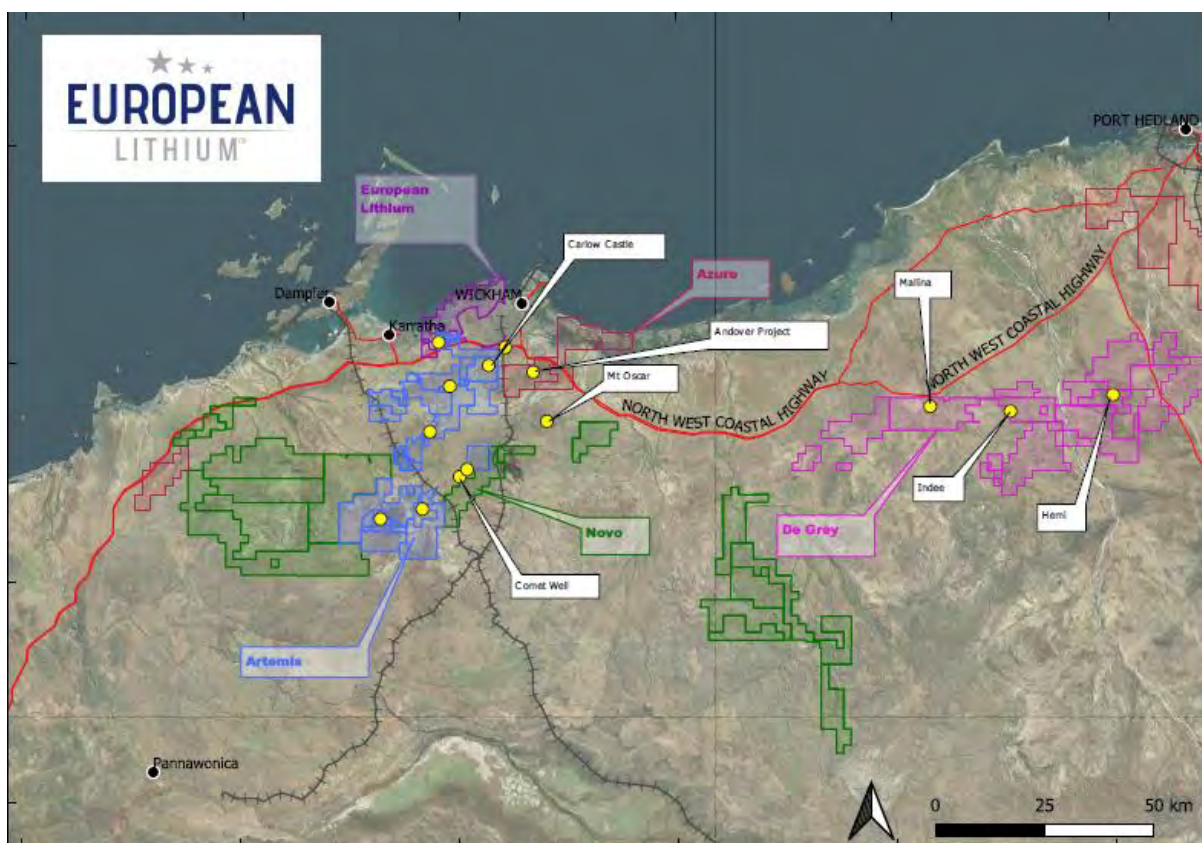 EUROPEAN
LITHIUM
PORT HEDLAND
European
Lithium
Carlow Castle
Azure
Mallina
Dampier
WICKHAM
Karratha
Andover Project
Mt Oscar
NORTH WEST COASTAL HIGHWAY
NORTH WEST COASTAL HIGHWAY
Indee
Hemi
De Grey
Novo
Comet Well
Artemis
Pannawonica
0 25 50 km